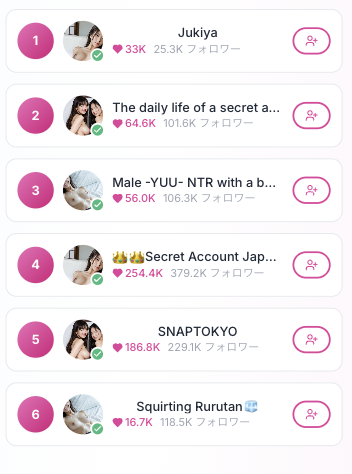 1
Jukiya
33K 25.3K フォロワー
2
The daily life of a secret a...
64.6K 101.6K フォロワー
3
Male -YUU- NTR with a b...
56.0K 106.3K フォロワー
4
👑👑Secret Account Jap...
254.4K 379.2K フォロワー
5
SNAPTOKYO
186.8K 229.1K フォロワー
6
Squirting Rurutan🧊
16.7K 118.5K フォロワー